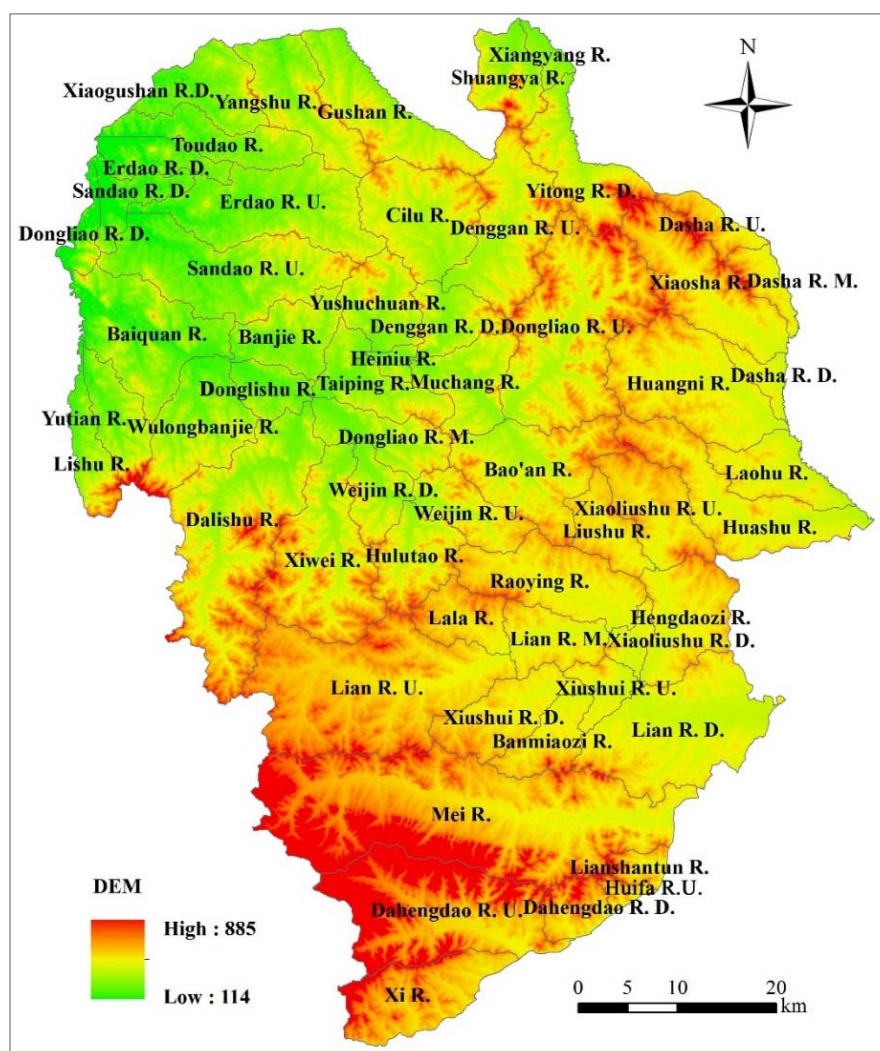 Xiangyang R.
N
Shuangya R.
Xiaogushan R.D.
Yangshu R.
Gushan R.
Toudao R.
Erdao R. D.
Sandao R. D.
Erdao R. U.
Cilu R.
Yitong R. D.
Denggan R. U.
Dasha R. U.
Dongliao R. D.
Sandao R. U.
Xiaosha R.
Dasha R. M.
Yushuchuan R.
Baiquan R.
Banjie R.
Denggan R. D.
Dongliao R. U.
Heiniu R.
Donglishu R.
Taiping R.
Muchang R.
Huangni R.
Dasha R. D.
Yutian R.
Wulongbanjie R.
Dongliao R. M.
Lishu R.
Bao'an R.
Laohu R.
Weijin R. D.
Dalishu R.
Weijin R. U.
Xiaoliushu R. U.
Liushu R.
Huashu R.
Xiwei R.
Hulutao R.
Raoying R.
Lala R.
Hengdaozi R.
Lian R. M.
Xiaoliushu R. D.
Lian R. U.
Xiushui R. U.
Xiushui R. D.
Lian R. D.
Banmiaozi R.
Mei R.
Lianshantun R.
Huifa R.U.
Dahengdao R. U.
Dahengdao R. D.
Xi R.
DEM
High : 885
Low : 114
0 5 10 20
km